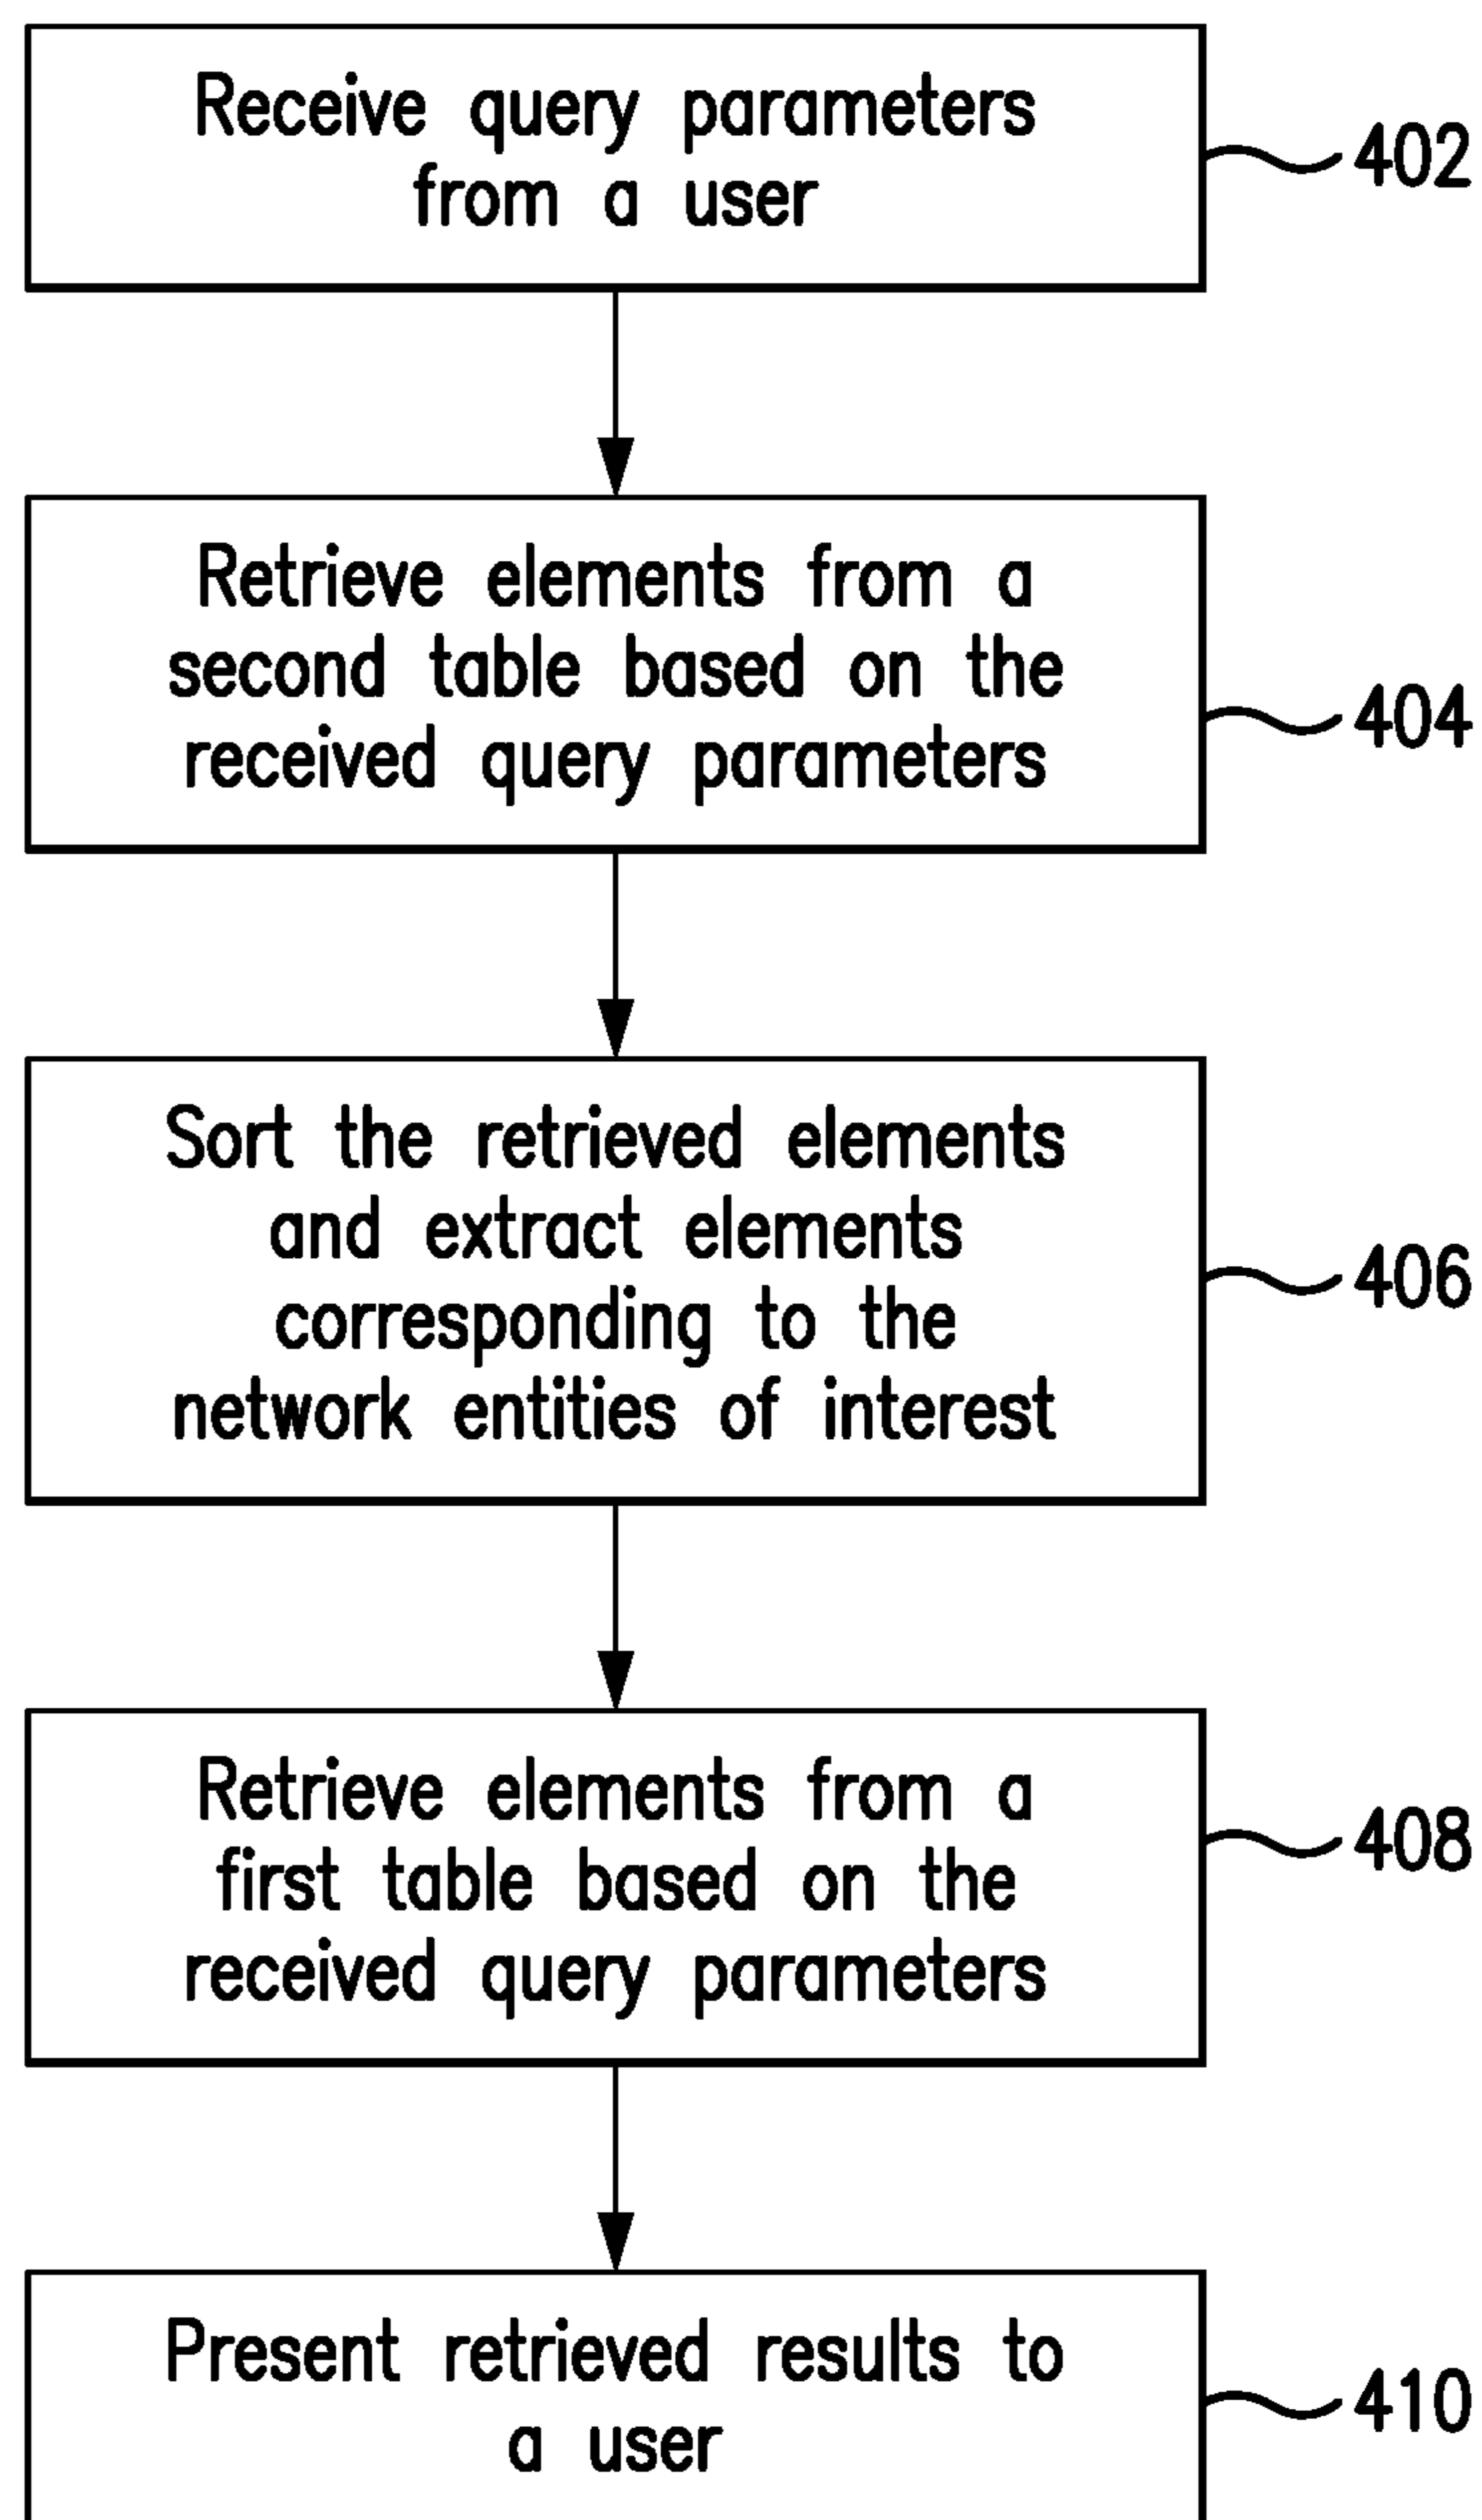 Receive query parameters
from a user
402
Retrieve elements from a
second table based on the
received query parameters
404
Sort the retrieved elements
and extract elements
corresponding to the
network entities of interest
406
Retrieve elements from a
first table based on the
received query parameters
408
Present retrieved results to
a user
410